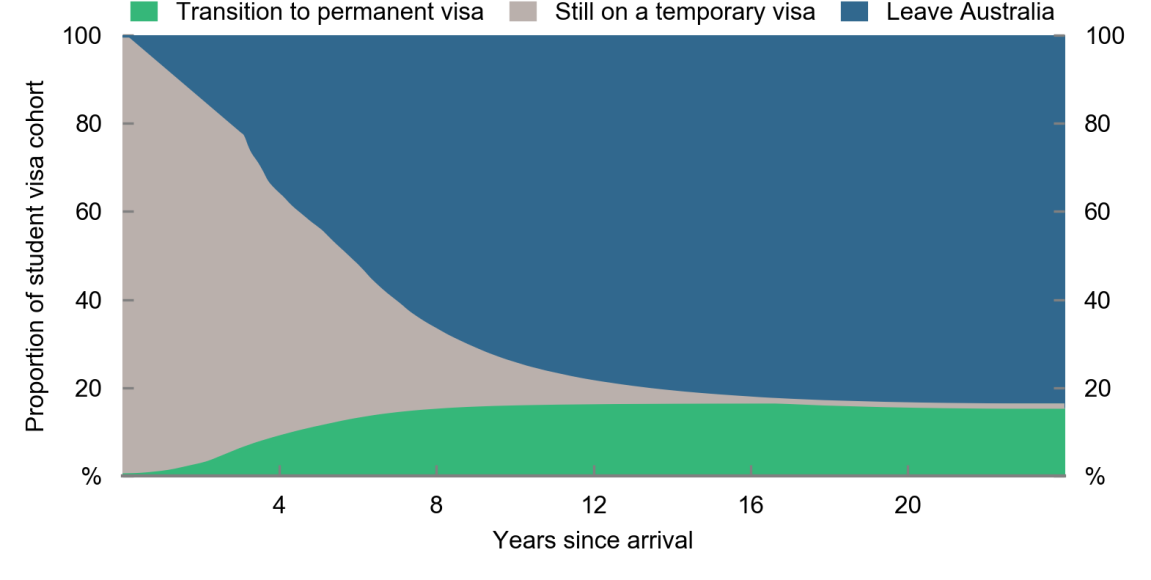 Transition to permanent visa Still on a temporary visa Leave Australia
100 100
80 80
60 60
40 40
20 20
% %
Proportion of student visa cohort
4 8 12 16 20
Years since arrival